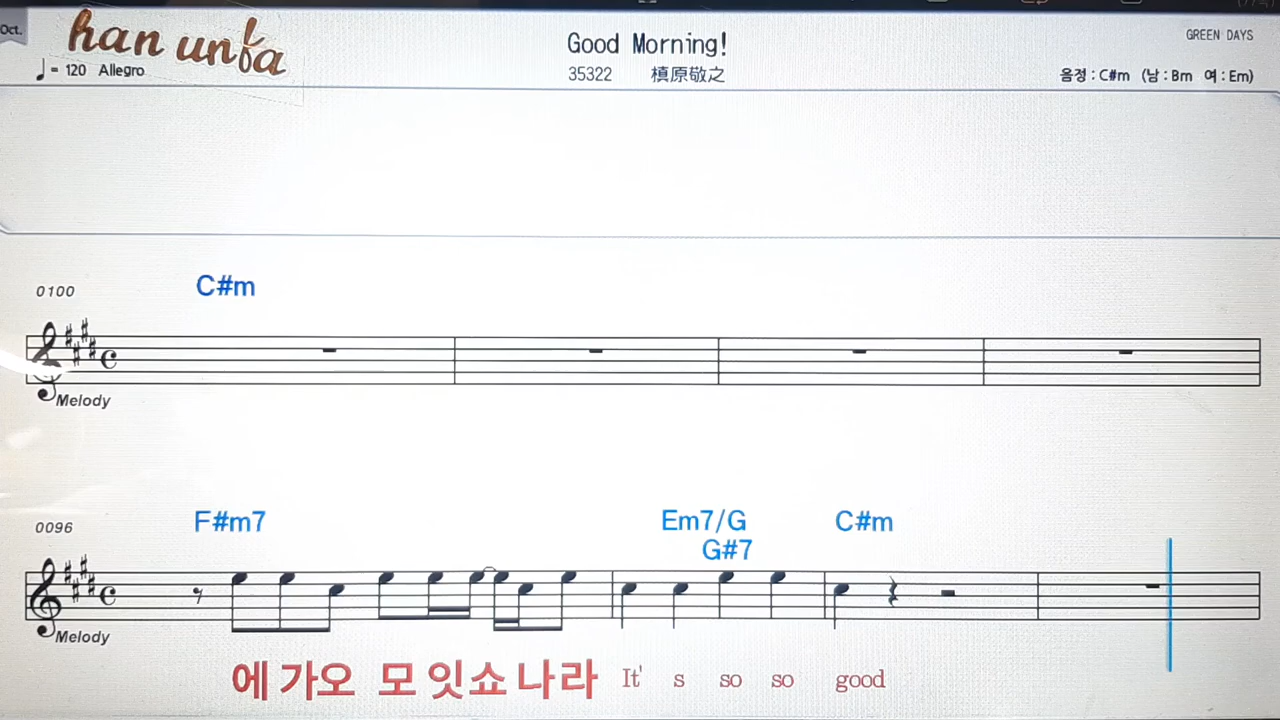 Oct.
han unba
♩= 120 Allegro
Good Morning!
35322 槇原敬之
GREEN DAYS
음정 : C#m (남 : Bm 여 : Em)
0100
C#m
Melody
0096
F#m7 Em7/G C#m
G#7
Melody
에 가오 모 잇쇼 나라 It' s so so good